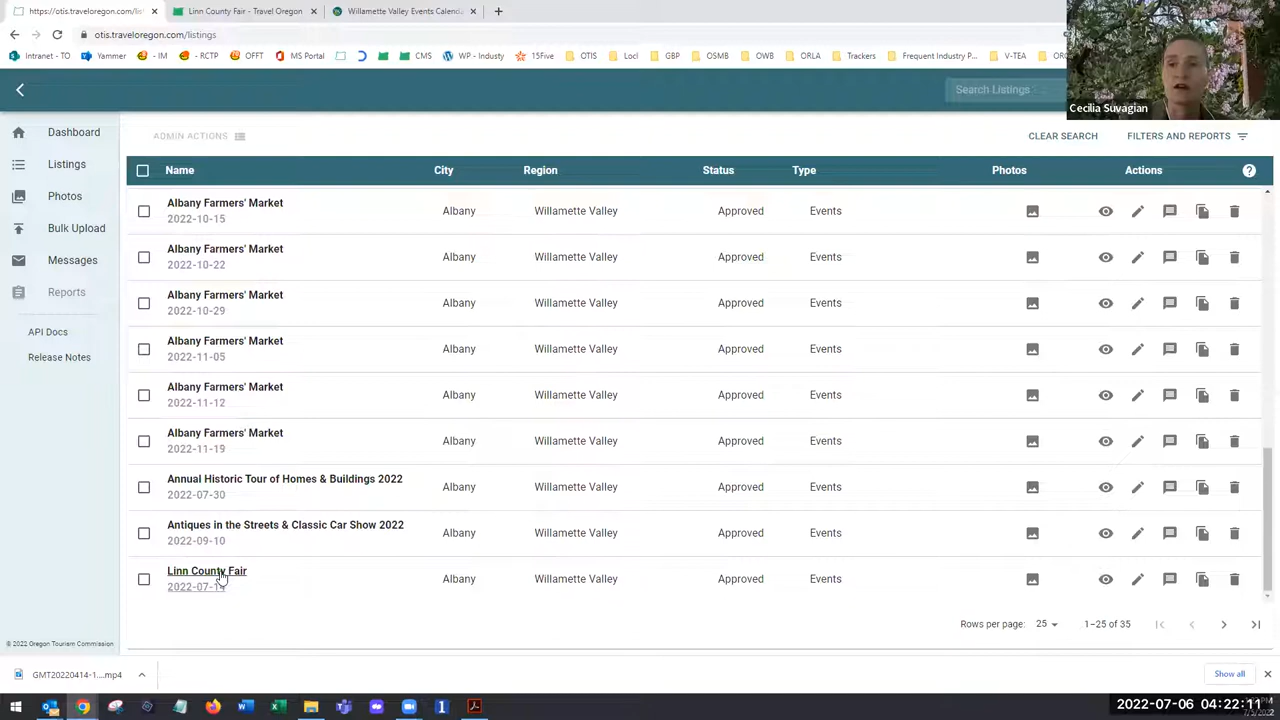 https://otis.traveloregon.com/lis
Linn County Fair - Travel Oregon
Willamette Valley Events Calenda
otis.traveloregon.com/listings
Intranet - TO
Yammer
- IM
- RCTP
OFFT
MS Portal
CMS
WP - Industy
15Five
OTIS
Locl
GBP
OSMB
OWB
ORLA
Trackers
Frequent Industry P...
V-TEA
Cecilia Suvagian
Search Listings
ADMIN ACTIONS
CLEAR SEARCH
FILTERS AND REPORTS
Dashboard
Listings
Photos
Bulk Upload
Messages
Reports
API Docs
Release Notes
© 2022 Oregon Tourism Commission
Name City Region Status Type Photos Actions
Albany Farmers' Market Albany Willamette Valley Approved Events
2022-10-15
Albany Farmers' Market Albany Willamette Valley Approved Events
2022-10-22
Albany Farmers' Market Albany Willamette Valley Approved Events
2022-10-29
Albany Farmers' Market Albany Willamette Valley Approved Events
2022-11-05
Albany Farmers' Market Albany Willamette Valley Approved Events
2022-11-12
Albany Farmers' Market Albany Willamette Valley Approved Events
2022-11-19
Annual Historic Tour of Homes & Buildings 2022 Albany Willamette Valley Approved Events
2022-07-30
Antiques in the Streets & Classic Car Show 2022 Albany Willamette Valley Approved Events
2022-09-10
Linn County Fair Albany Willamette Valley Approved Events
2022-07-14
Rows per page: 25 1–25 of 35
GMT20220414-1....mp4
Show all
2022-07-06 04:22:11